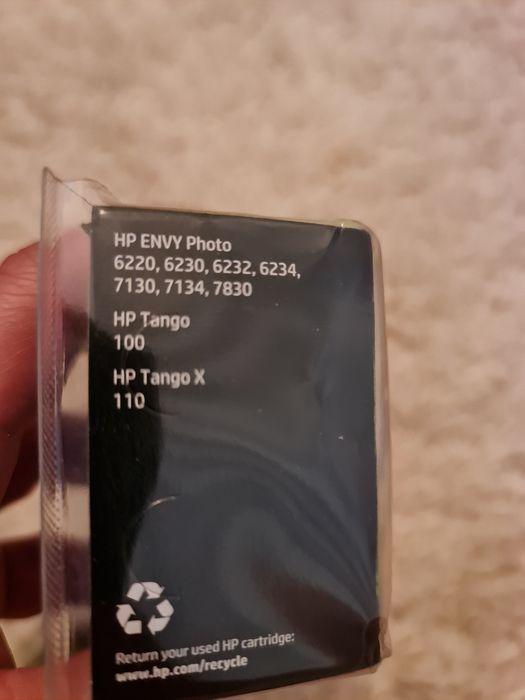 HP ENVY Photo
6220, 6230, 6232, 6234,
7130, 7134, 7830
HP Tango
100
HP Tango X
110
Return your used HP cartridge:
www.hp.com/recycle